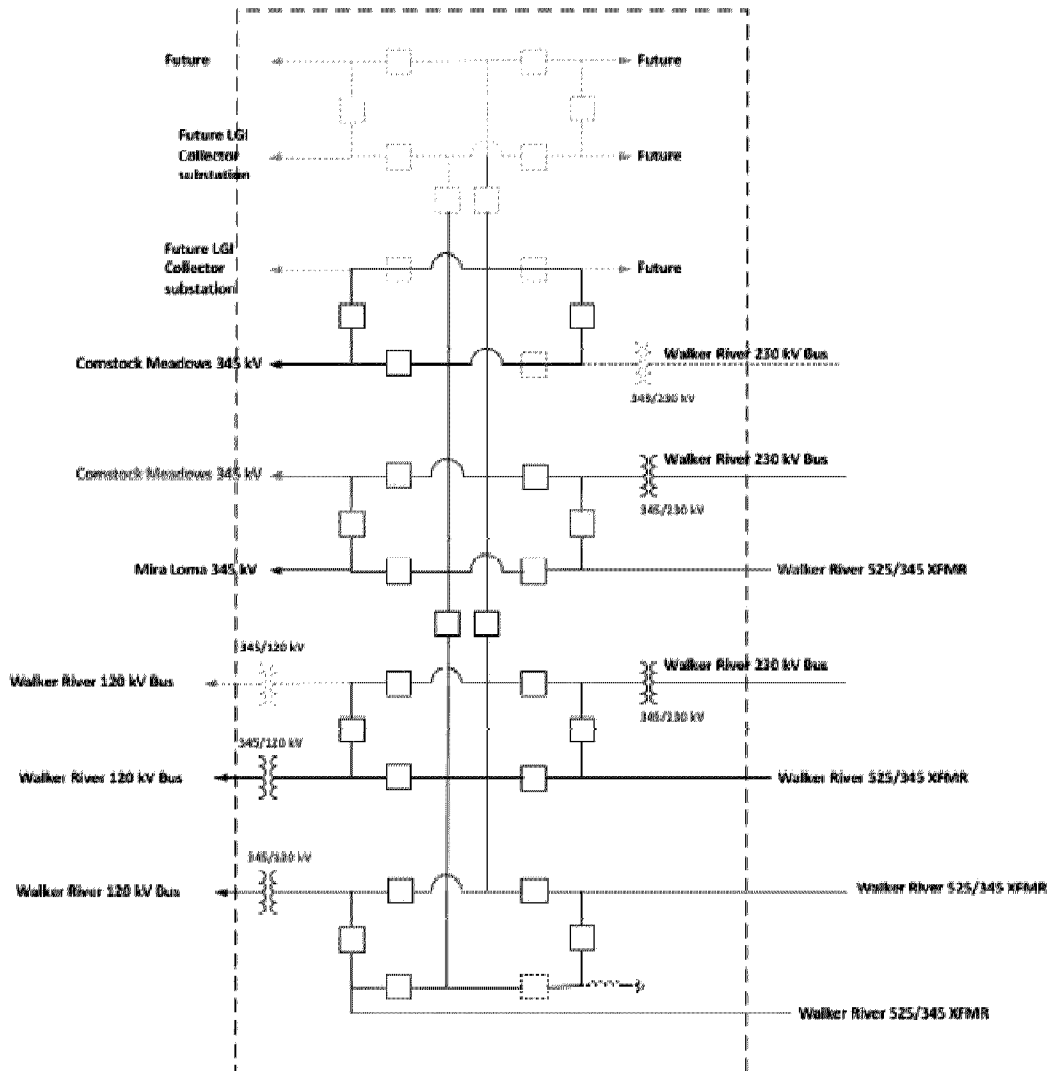 Future
Future
Future LGI
Collector
substation
Future
Future LGI
Collector
substation
Future
Comstock Meadows 345 kV
Walker River 230 kV Bus
345/230 kV
Comstock Meadows 345 kV
Walker River 230 kV Bus
345/230 kV
Mira Loma 345 kV
Walker River 525/345 XFMR
345/120 kV
Walker River 120 kV Bus
Walker River 230 kV Bus
345/230 kV
345/120 kV
Walker River 120 kV Bus
Walker River 525/345 XFMR
345/120 kV
Walker River 120 kV Bus
Walker River 525/345 XFMR
Walker River 525/345 XFMR